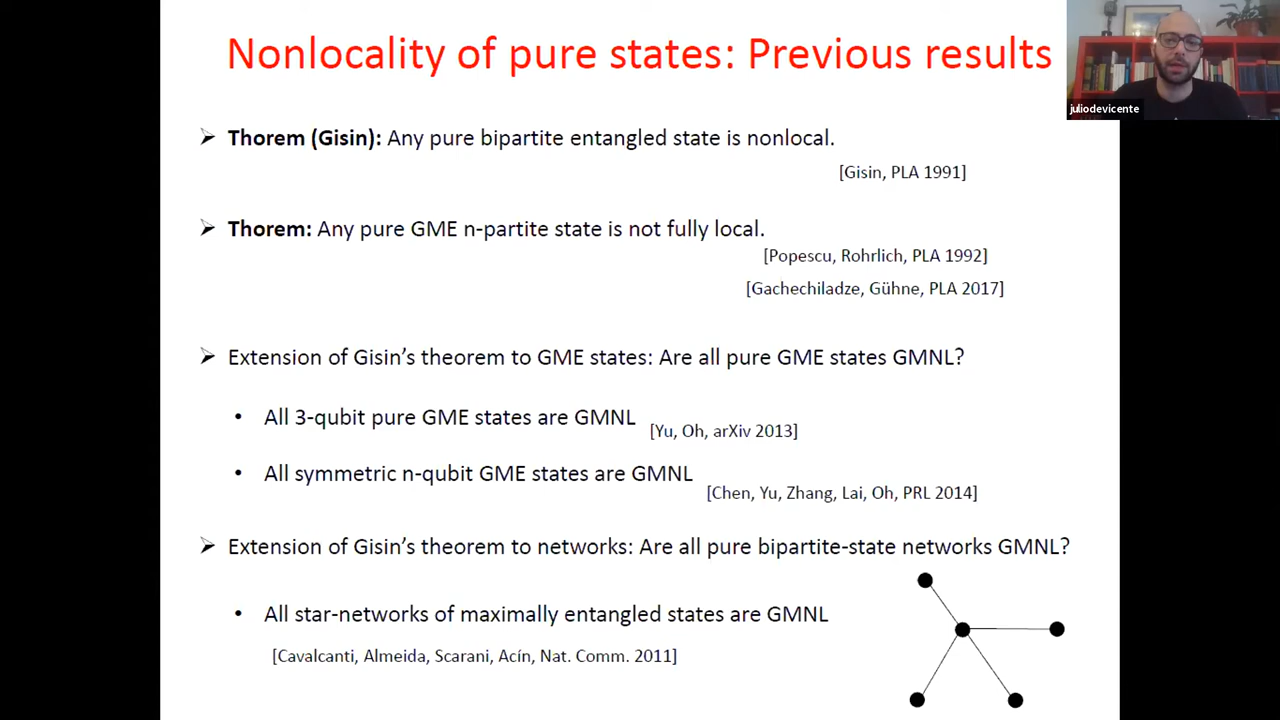 Nonlocality of pure states: Previous results
juliodevicente
➢ Thorem (Gisin): Any pure bipartite entangled state is nonlocal.
[Gisin, PLA 1991]
➢ Thorem: Any pure GME n-partite state is not fully local.
[Popescu, Rohrlich, PLA 1992]
[Gachechiladze, Gühne, PLA 2017]
➢ Extension of Gisin’s theorem to GME states: Are all pure GME states GMNL?
• All 3-qubit pure GME states are GMNL
[Yu, Oh, arXiv 2013]
• All symmetric n-qubit GME states are GMNL
[Chen, Yu, Zhang, Lai, Oh, PRL 2014]
➢ Extension of Gisin’s theorem to networks: Are all pure bipartite-state networks GMNL?
• All star-networks of maximally entangled states are GMNL
[Cavalcanti, Almeida, Scarani, Acín, Nat. Comm. 2011]